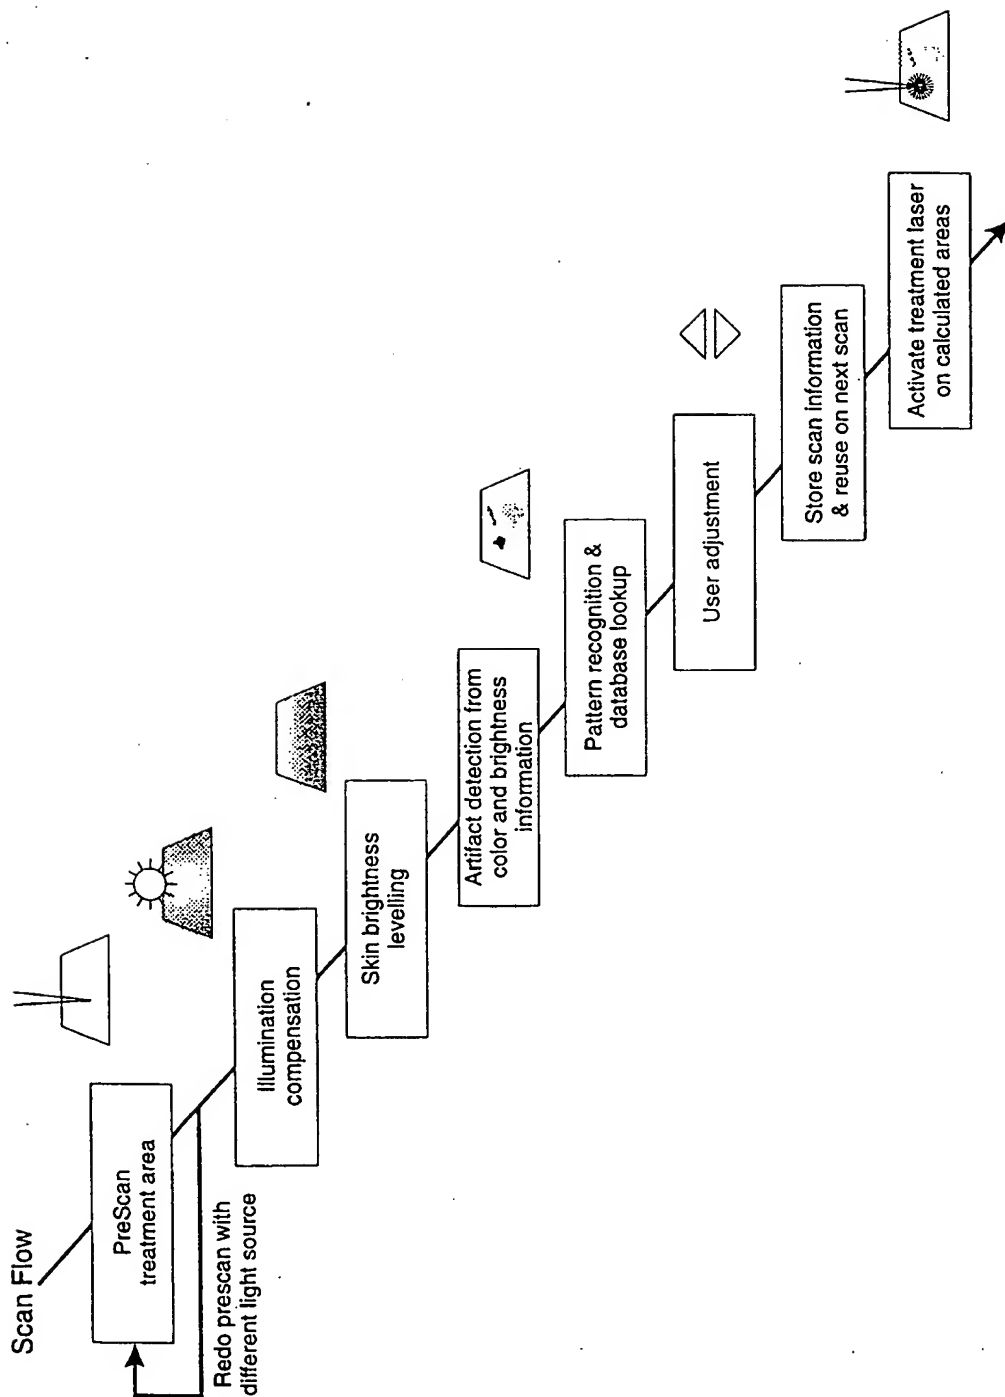 Scan Flow
PreScan
treatment area
Redo prescan with
different light source
Illumination
compensation
Skin brightness
levelling
Artifact detection from
color and brightness
information
Pattern recognition &
database lookup
User adjustment
Store scan information
& reuse on next scan
Activate treatment laser
on calculated areas